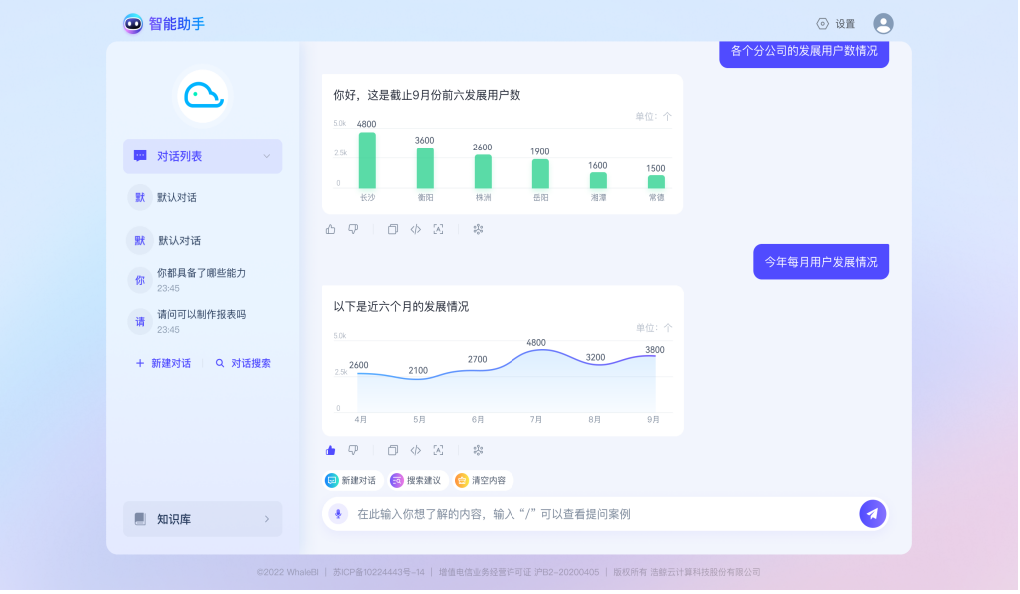 智能助手
设置
各个分公司的发展用户数情况
对话列表
默 默认对话
默 默认对话
你 你都具备了哪些能力
23:45
请 请问可以制作报表吗
23:45
新建对话
对话搜索
知识库
你好，这是截止9月份前六发展用户数
单位：个
5.0k
2.5k
0
4800
3600
2600
1900
1600
1500
长沙 衡阳 株洲 岳阳 湘潭 常德
今年每月用户发展情况
以下是近六个月的发展情况
单位：个
5.0k
2.5k
0
2600
2100
2700
4800
3200
3800
4月 5月 6月 7月 8月 9月
新建对话
搜索建议
清空内容
在此输入你想了解的内容，输入“/”可以查看提问案例
©2022 WhaleBI | 苏ICP备10224443号-14 | 增值电信业务经营许可证 沪B2-20200405 | 版权所有 浩鲸云计算科技股份有限公司